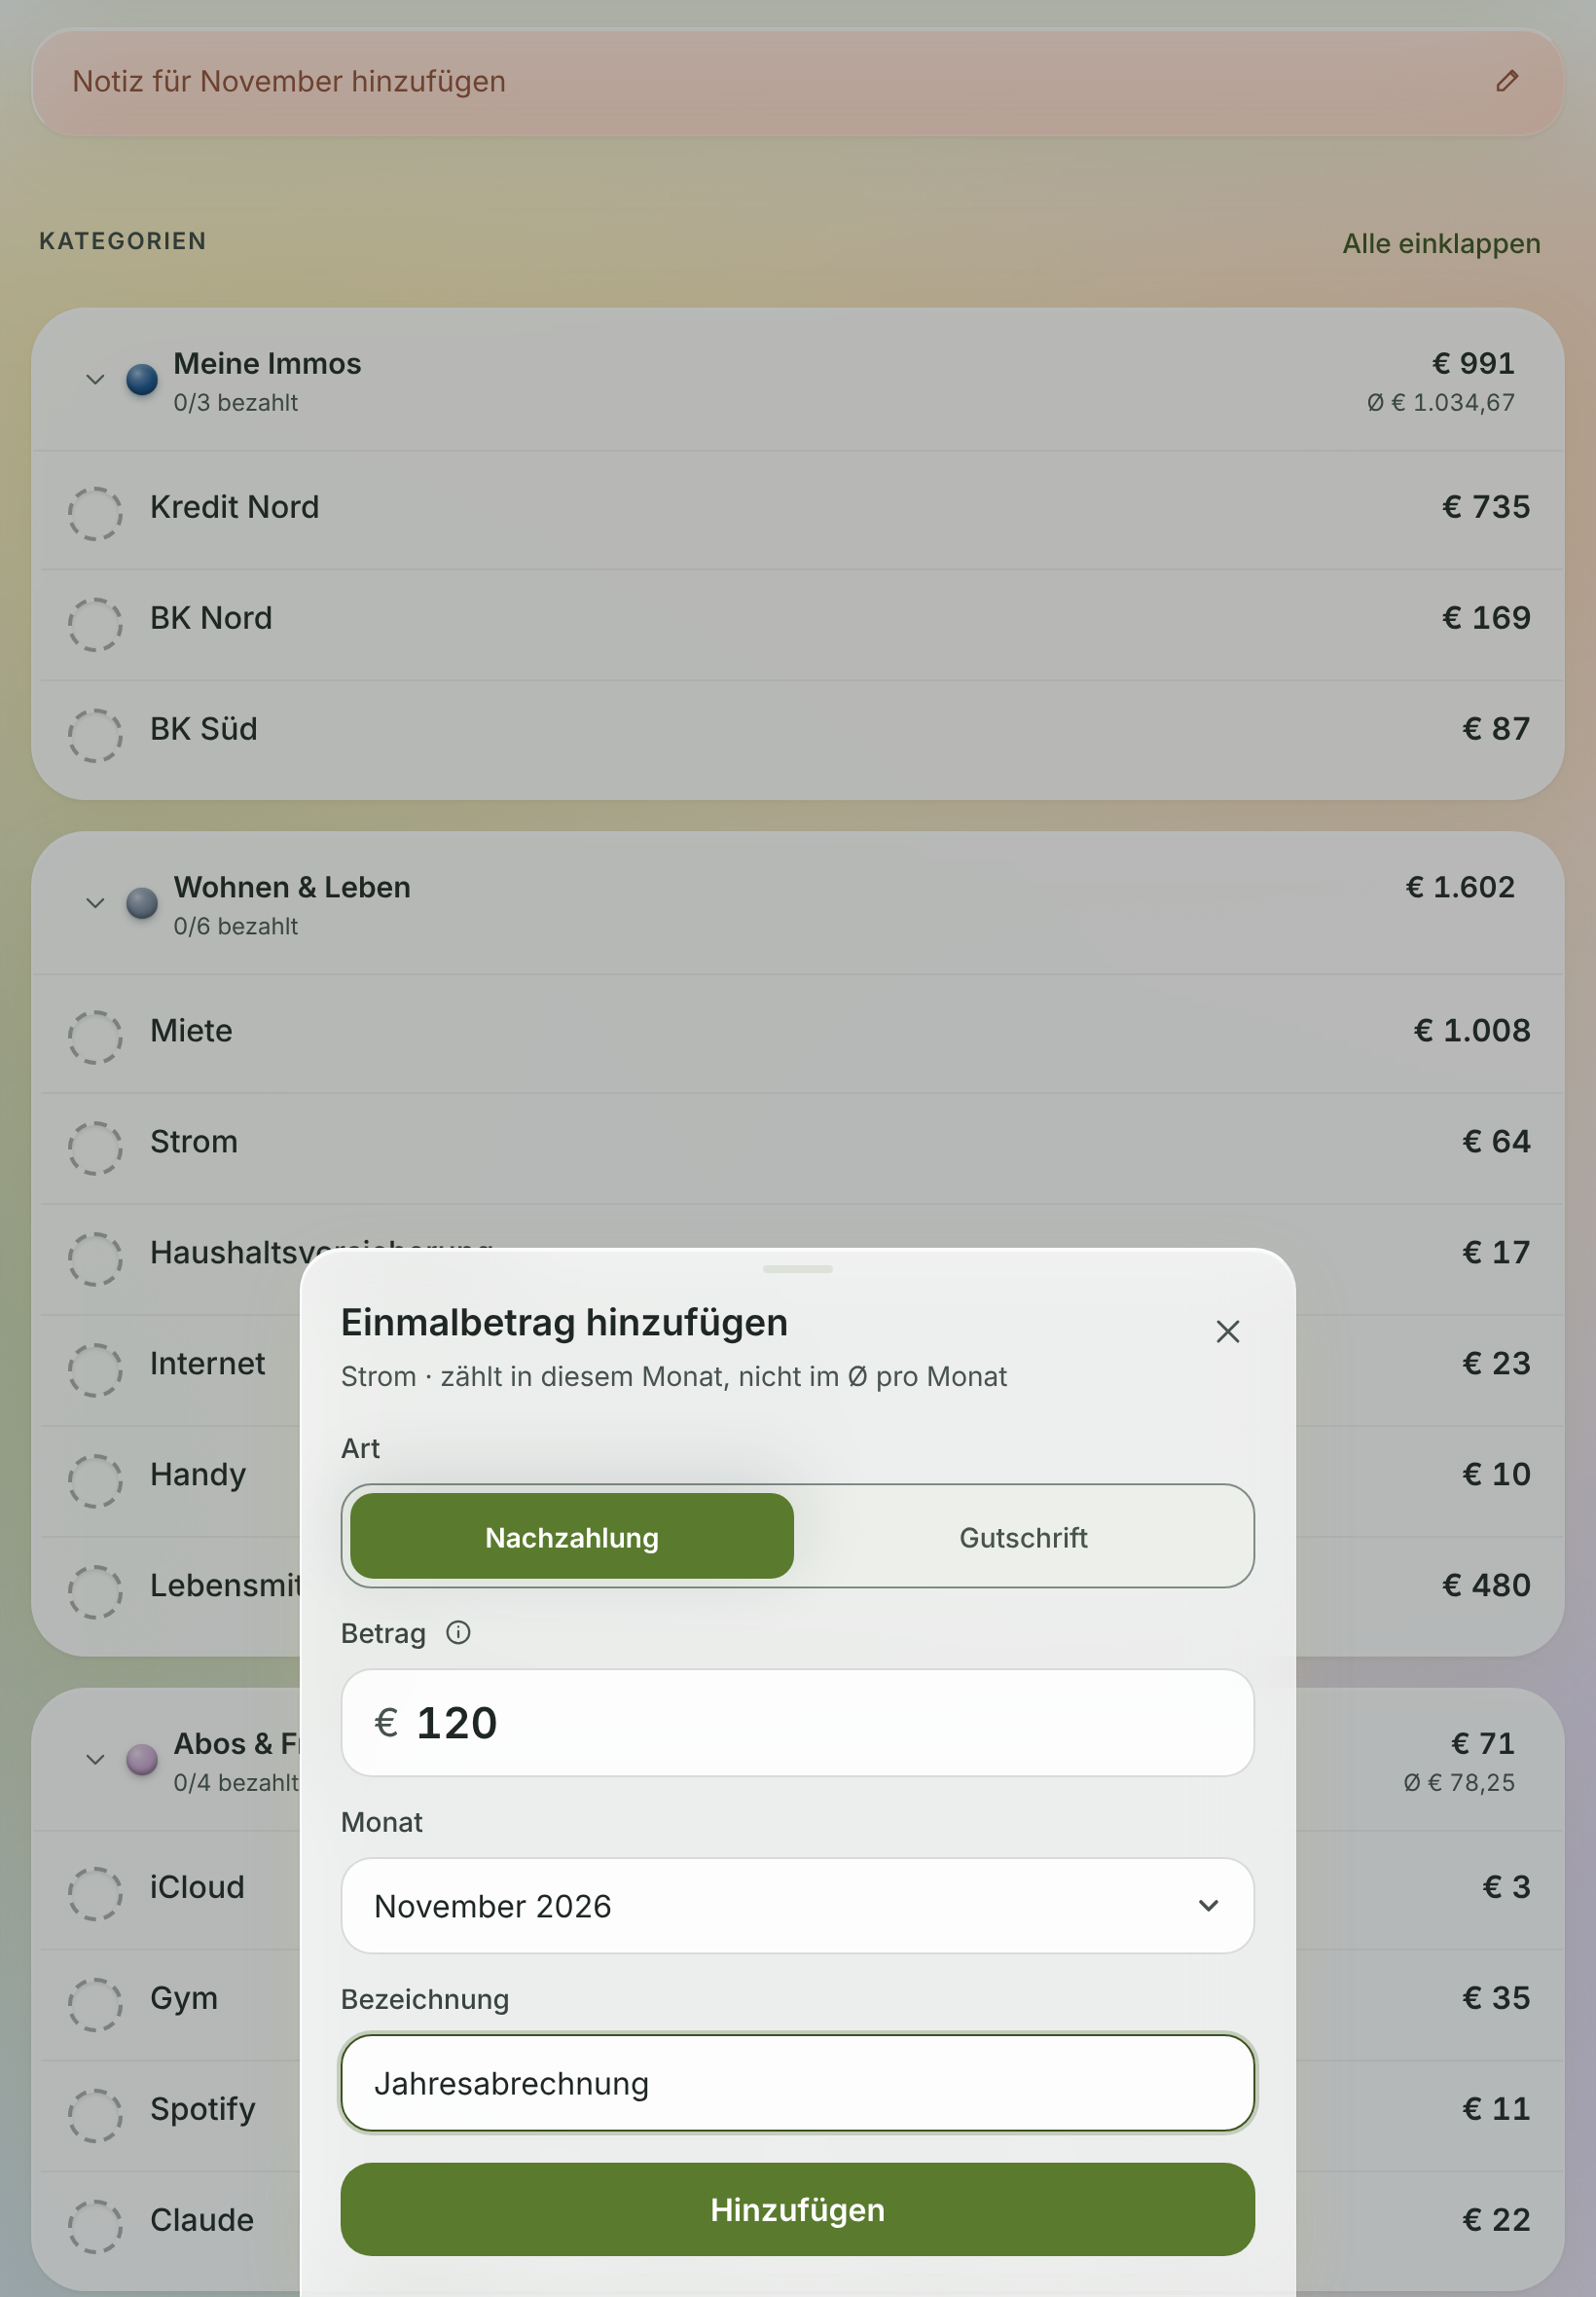 Notiz für November hinzufügen
KATEGORIEN
Alle einklappen
Meine Immos
€ 991
0/3 bezahlt
Ø € 1.034,67
Kredit Nord
€ 735
BK Nord
€ 169
BK Süd
€ 87
Wohnen & Leben
€ 1.602
0/6 bezahlt
Miete
€ 1.008
Strom
€ 64
Haushaltsversicherung
€ 17
Internet
€ 23
Handy
€ 10
Lebensmit
€ 480
Abos & Fr
€ 71
0/4 bezahlt
Ø € 78,25
iCloud
€ 3
Gym
€ 35
Spotify
€ 11
Claude
€ 22
Einmalbetrag hinzufügen
Strom · zählt in diesem Monat, nicht im Ø pro Monat
Art
Nachzahlung
Gutschrift
Betrag
€ 120
Monat
November 2026
Bezeichnung
Jahresabrechnung
Hinzufügen